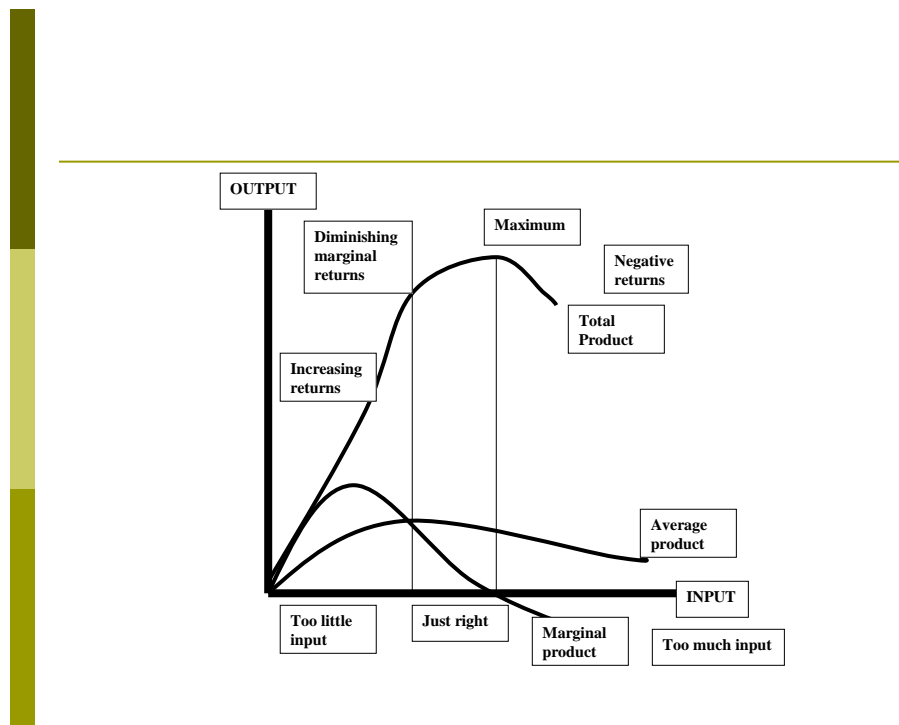 OUTPUT
Diminishing
marginal
returns
Maximum
Negative
returns
Total
Product
Increasing
returns
Average
product
INPUT
Too little
input
Just right
Marginal
product
Too much input